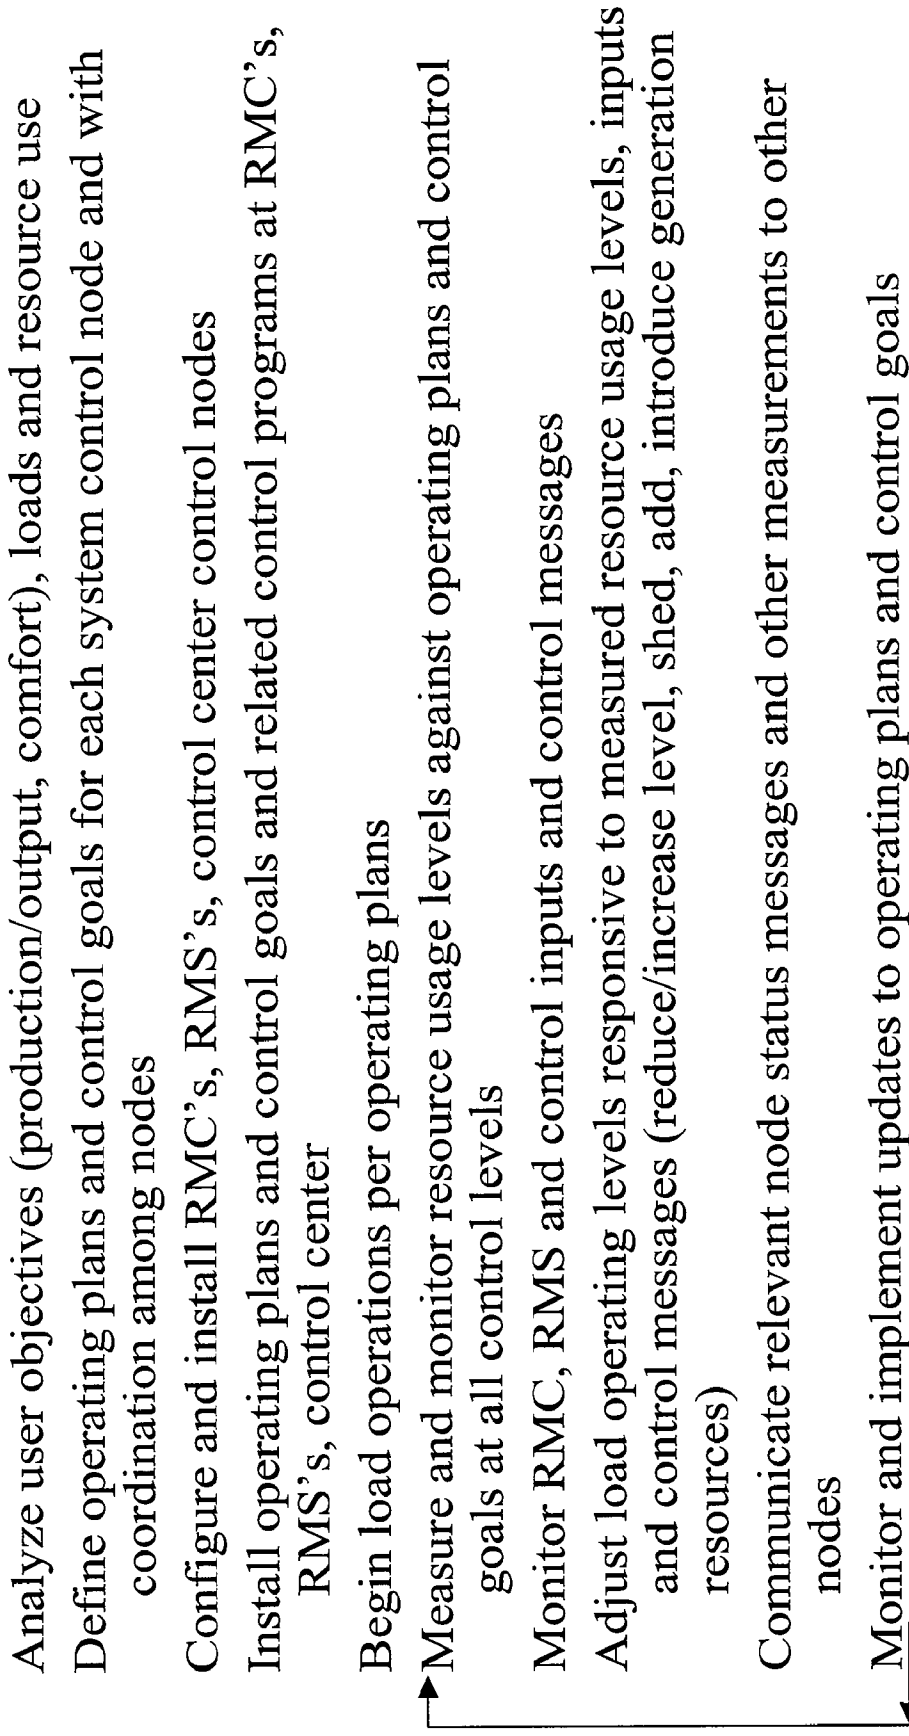 Analyze user objectives (production/output, comfort), loads and resource use
Define operating plans and control goals for each system control node and with
coordination among nodes
Configure and install RMC's, RMS's, control center control nodes
Install operating plans and control goals and related control programs at RMC's,
RMS's, control center
Begin load operations per operating plans
Measure and monitor resource usage levels against operating plans and control
goals at all control levels
Monitor RMC, RMS and control inputs and control messages
Adjust load operating levels responsive to measured resource usage levels, inputs
and control messages (reduce/increase level, shed, add, introduce generation
resources)
Communicate relevant node status messages and other measurements to other
nodes
Monitor and implement updates to operating plans and control goals